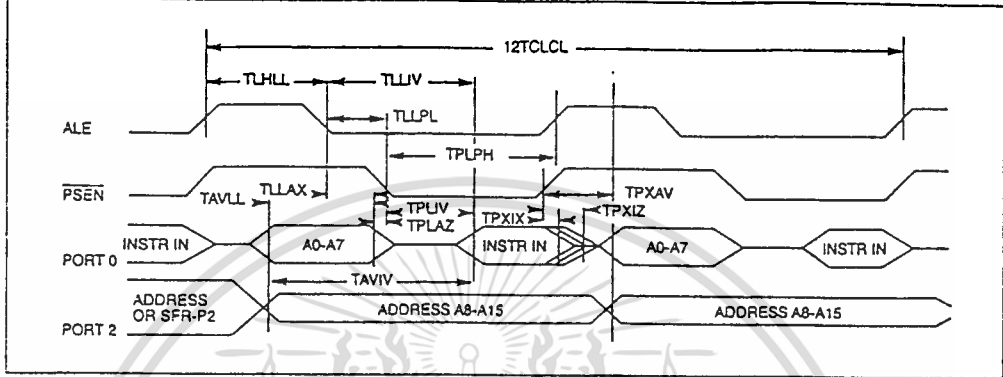 12TCLCL
TLHLL TLLIV
ALE
TLLPL
TPLPH
PSEN
TLLAX
TPXAV
TAVLL
TPLIV
TPXIZ
TPLAZ
TPXIX
INSTR IN
A0-A7
INSTR IN
A0-A7
INSTR IN
PORT 0
TAVIV
ADDRESS
OR SFR-P2
ADDRESS A8-A15
ADDRESS A8-A15
PORT 2